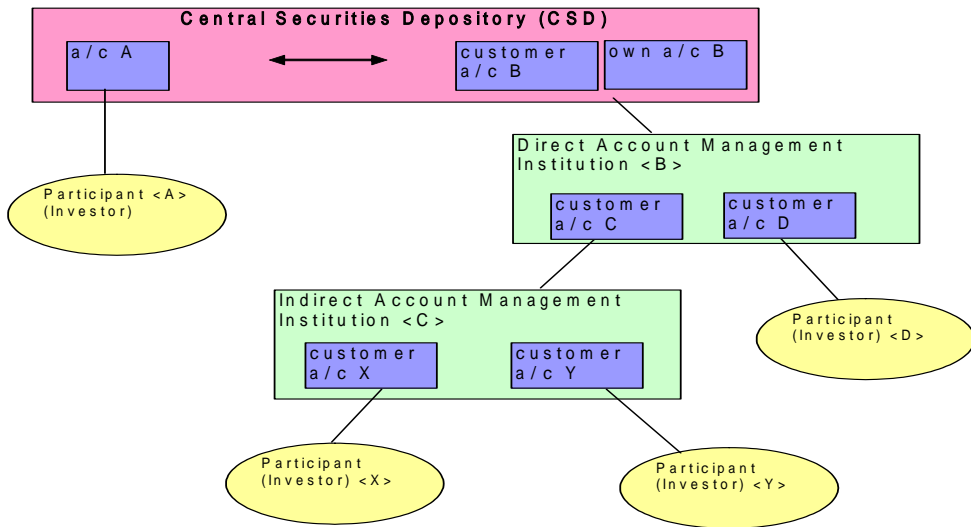 Central Securities Depository (CSD)
a/c A
customer
a/c B
own a/c B
Direct Account Management
Institution <B>
customer
a/c C
customer
a/c D
Participant <A>
(Investor)
Indirect Account Management
Institution <C>
customer
a/c X
customer
a/c Y
Participant
(Investor) <D>
Participant
(Investor) <X>
Participant
(Investor) <Y>